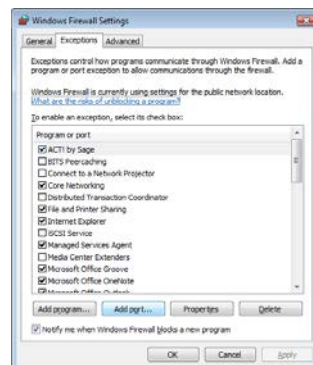 Windows Firewall Settings
General Exceptions Advanced
Exceptions control how programs communicate through Windows Firewall. Add a
program or port exception to allow communications through the firewall.
Windows Firewall is currently using settings for the public network location.
What are the risks of unblocking a program?
To enable an exception, select its check box:
Program or port
ACT! by Sage
BITS Peercaching
Connect to a Network Projector
Core Networking
Distributed Transaction Coordinator
File and Printer Sharing
Internet Explorer
iSCSI Service
Managed Services Agent
Media Center Extenders
Microsoft Office Groove
Microsoft Office OneNote
Microsoft Office Outlook
Add program... Add port... Properties Delete
Notify me when Windows Firewall blocks a new program
OK Cancel Apply